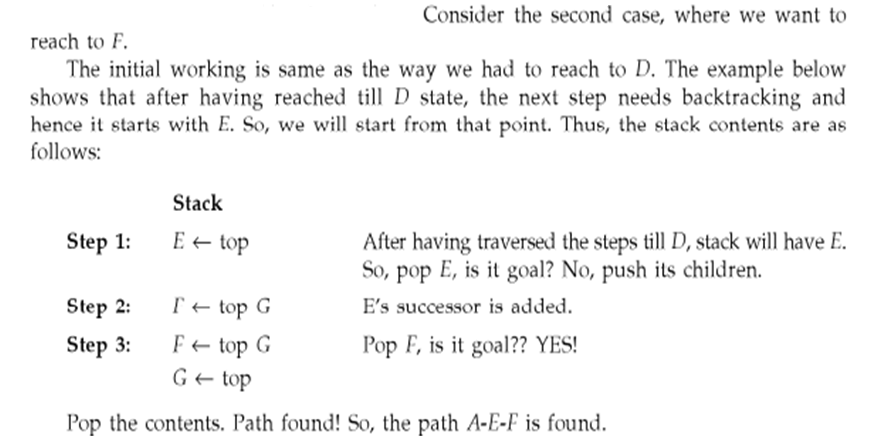 Consider the second case, where we want to
reach to F.
The initial working is same as the way we had to reach to D. The example below
shows that after having reached till D state, the next step needs backtracking and
hence it starts with E. So, we will start from that point. Thus, the stack contents are as
follows:
Stack
Step 1: E ← top After having traversed the steps till D, stack will have E.
So, pop E, is it goal? No, push its children.
Step 2: F ← top G E's successor is added.
Step 3: F ← top G Pop F, is it goal?? YES!
G ← top
Pop the contents. Path found! So, the path A-E-F is found.